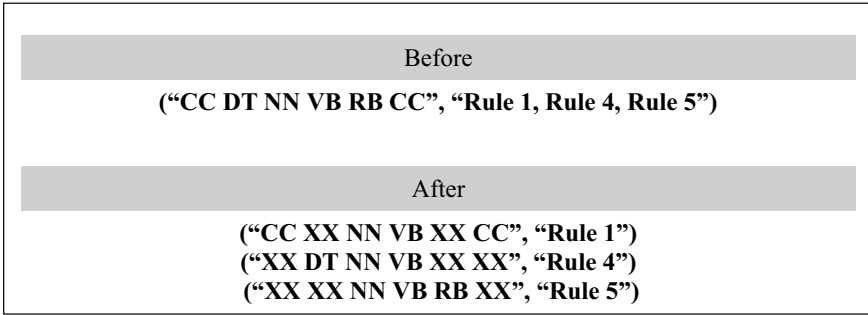 Before
(“CC DT NN VB RB CC”, “Rule 1, Rule 4, Rule 5”)
After
(“CC XX NN VB XX CC”, “Rule 1”)
(“XX DT NN VB XX XX”, “Rule 4”)
(“XX XX NN VB RB XX”, “Rule 5”)